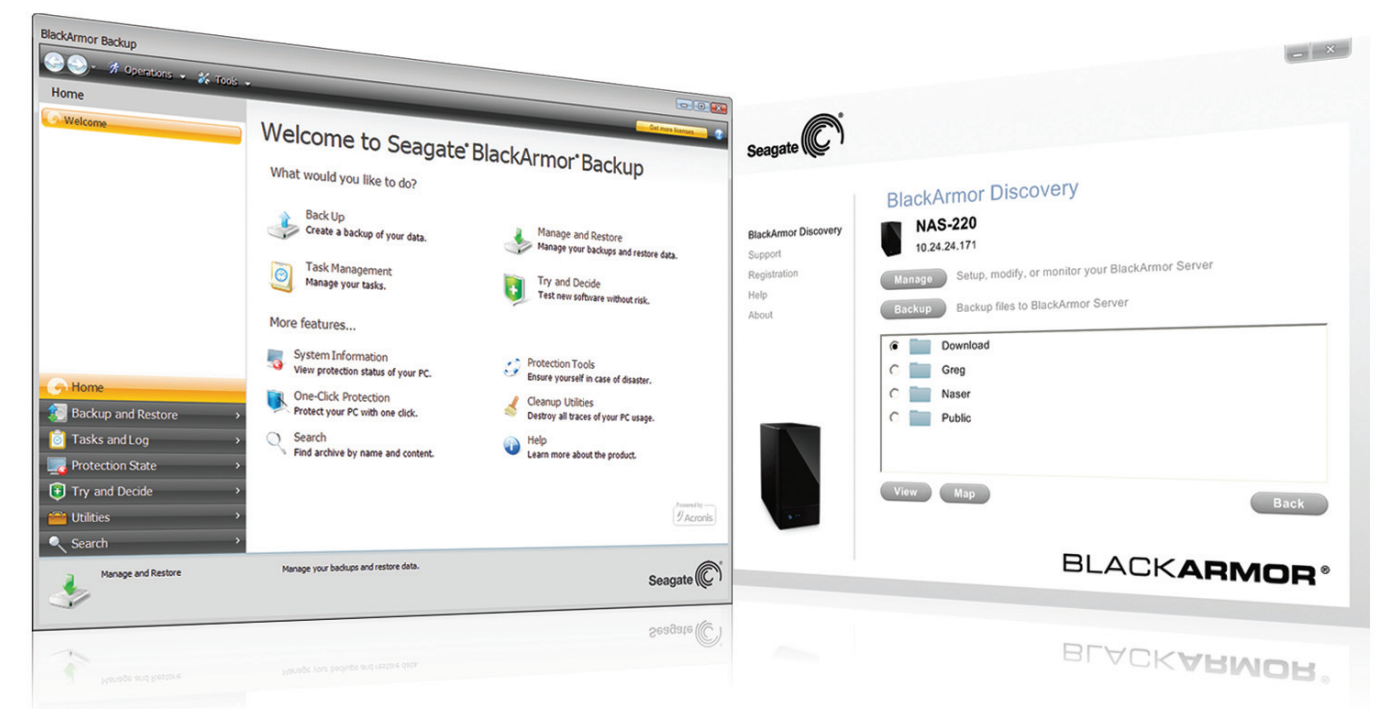 BlackArmor Backup
Operations
Tools
Home
Welcome
Get more licenses
Welcome to Seagate® BlackArmor® Backup
What would you like to do?
Back Up
Create a backup of your data.
Manage and Restore
Manage your backups and restore data.
Task Management
Manage your tasks.
Try and Decide
Test new software without risk.
More features...
System Information
View protection status of your PC.
Protection Tools
Ensure yourself in case of disaster.
One-Click Protection
Protect your PC with one click.
Cleanup Utilities
Destroy all traces of your PC usage.
Search
Find archive by name and content.
Help
Learn more about the product.
Home
Backup and Restore
Tasks and Log
Protection State
Try and Decide
Utilities
Search
Powered by
Acronis
Manage and Restore
Manage your backups and restore data.
Seagate
Seagate
BlackArmor Discovery
Support
Registration
Help
About
BlackArmor Discovery
NAS-220
10.24.24.171
Manage
Setup, modify, or monitor your BlackArmor Server
Backup
Backup files to BlackArmor Server
Download
Greg
Naser
Public
View
Map
Back
BLACKARMOR®